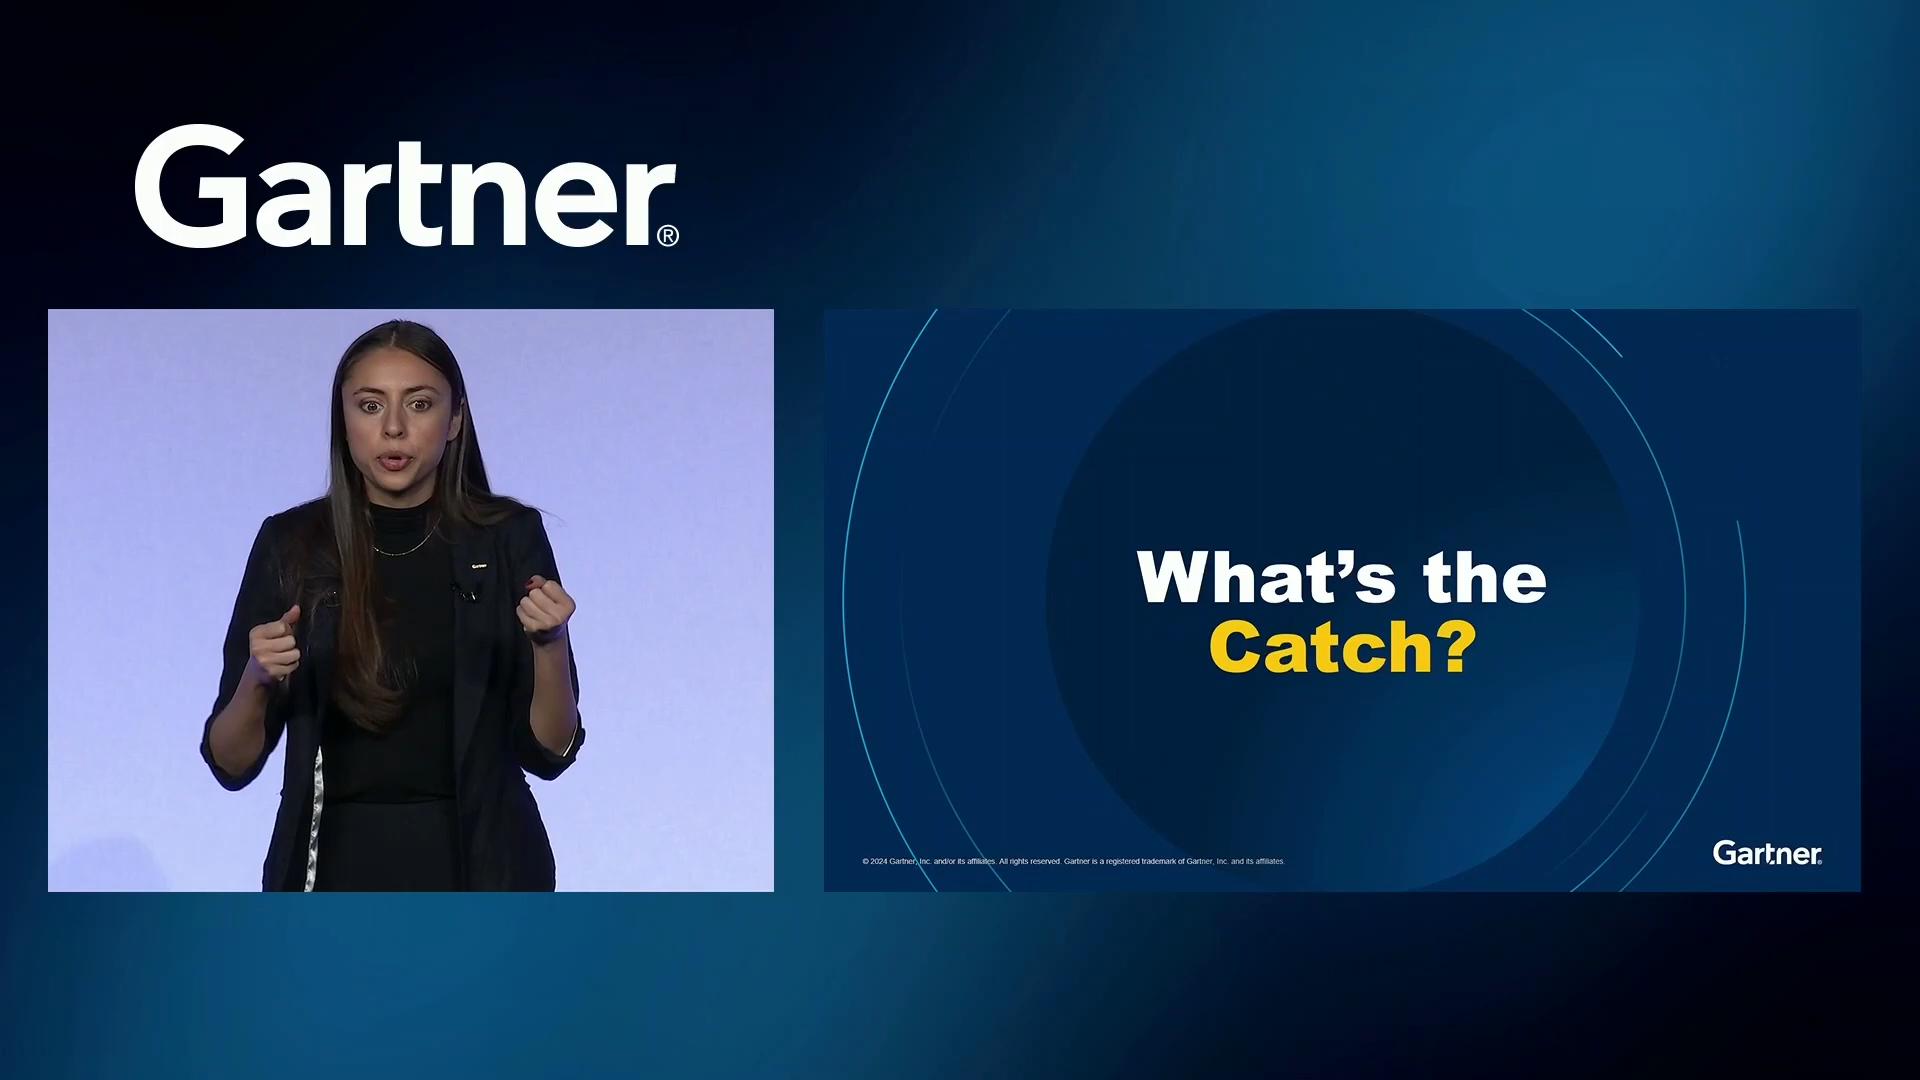 Gartner®
Gartner
What's the
Catch?
© 2024 Gartner, Inc. and/or its affiliates. All rights reserved. Gartner is a registered trademark of Gartner, Inc. and its affiliates.
Gartner